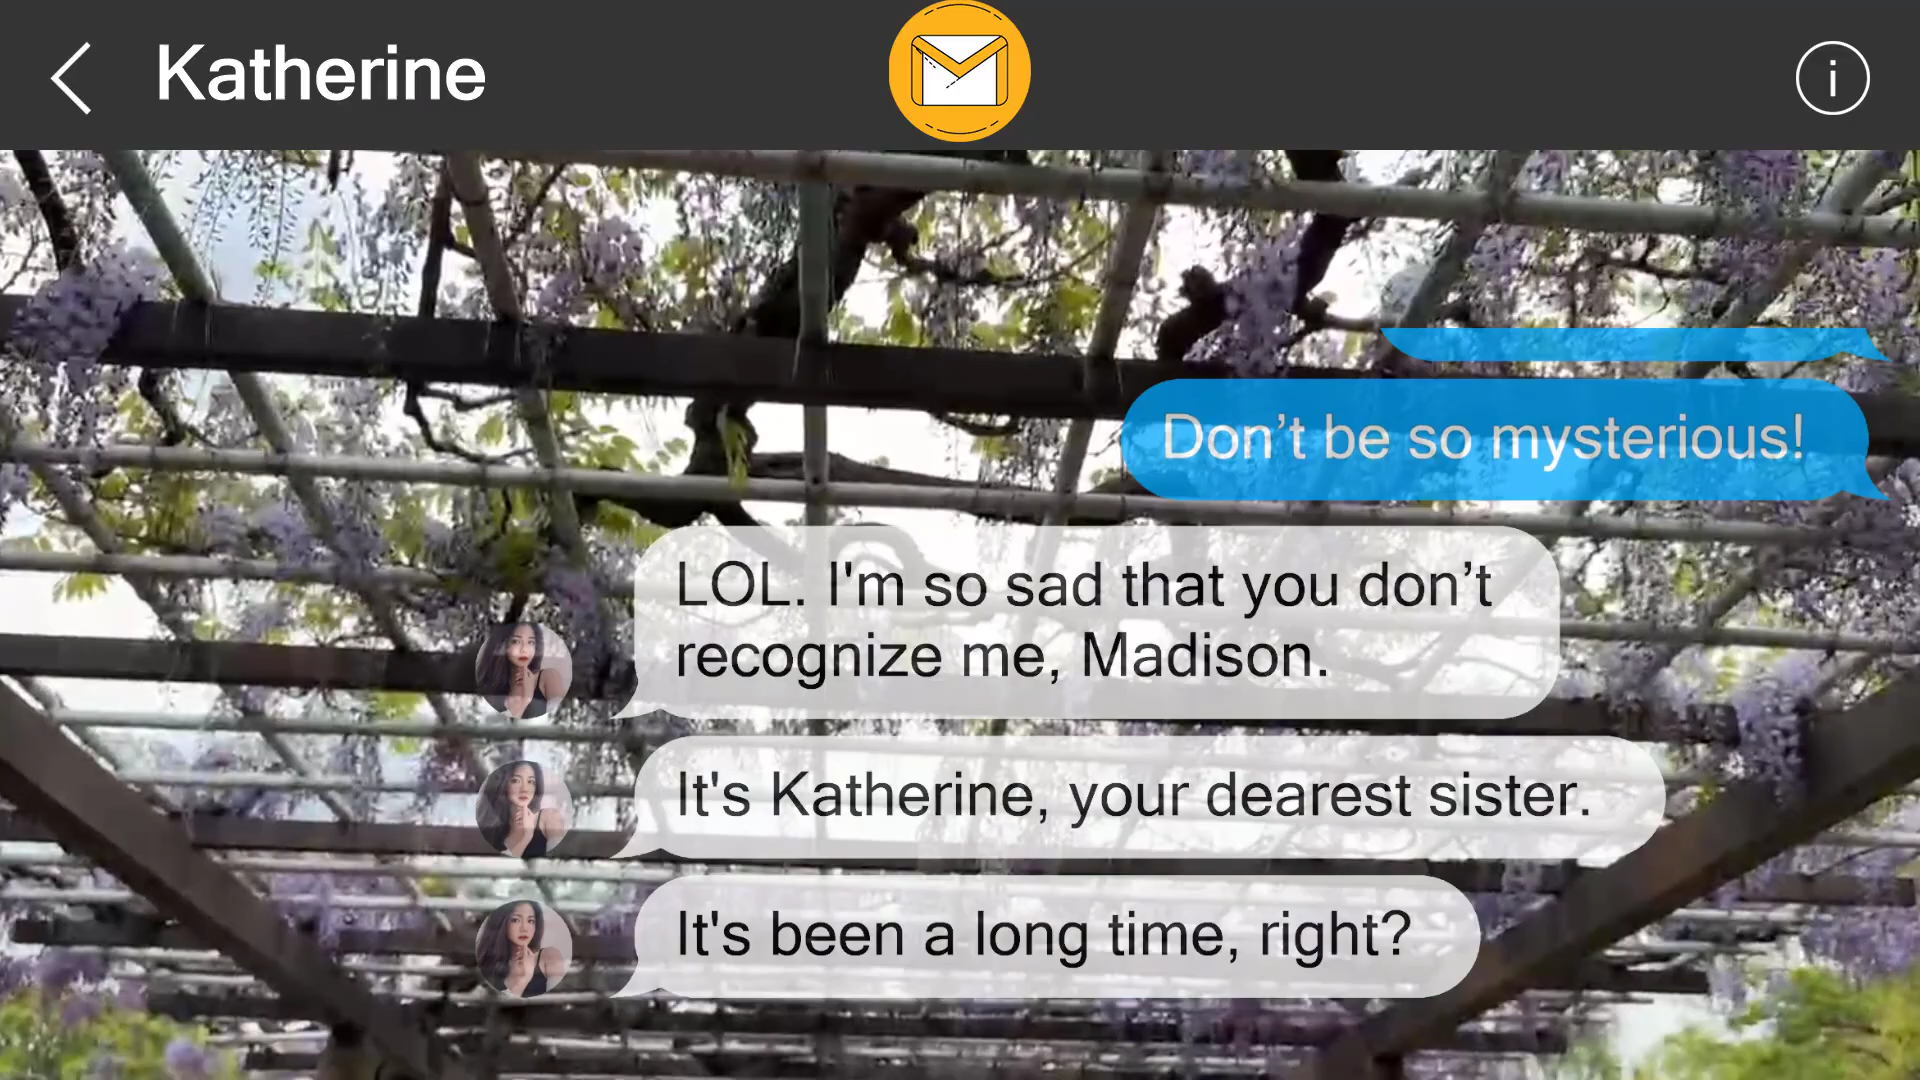 Katherine
i
Don’t be so mysterious!
LOL. I'm so sad that you don’t
recognize me, Madison.
It's Katherine, your dearest sister.
It's been a long time, right?